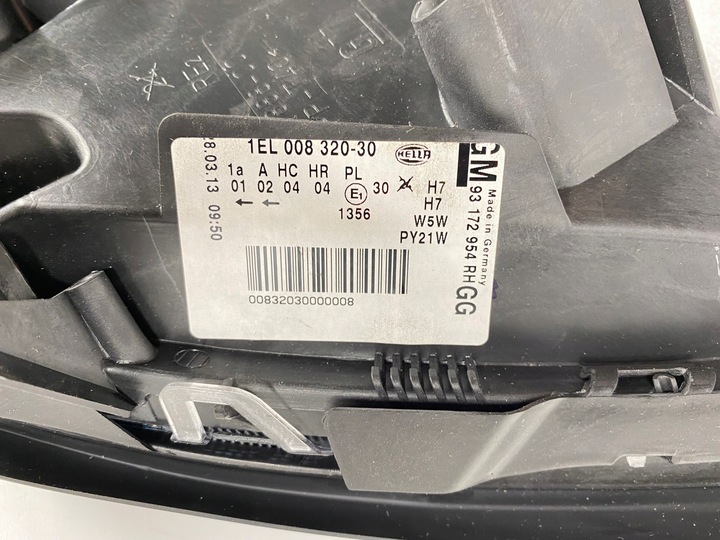 1EL 008 320-30
HELLA
1a A HC HR PL
01 02 04 04 E1 30 24 H7
← ← H7
1356 W5W
PY21W
00832030000008
28.03.13 09:50
GM 93 172 954 RH GG
Made in Germany